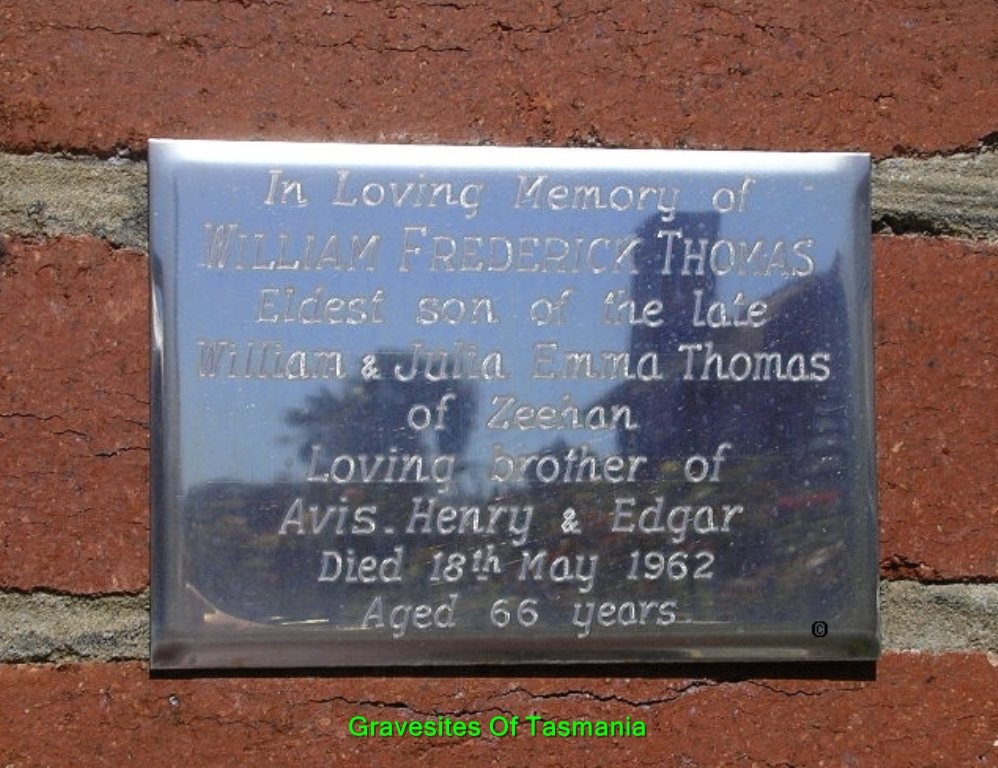 In Loving Memory of
WILLIAM FREDERICK THOMAS
Eldest son of the late
William & Julia Emma Thomas
of Zeehan
Loving brother of
Avis. Henry & Edgar
Died 18th May 1962
Aged 66 years
©
Gravesites Of Tasmania